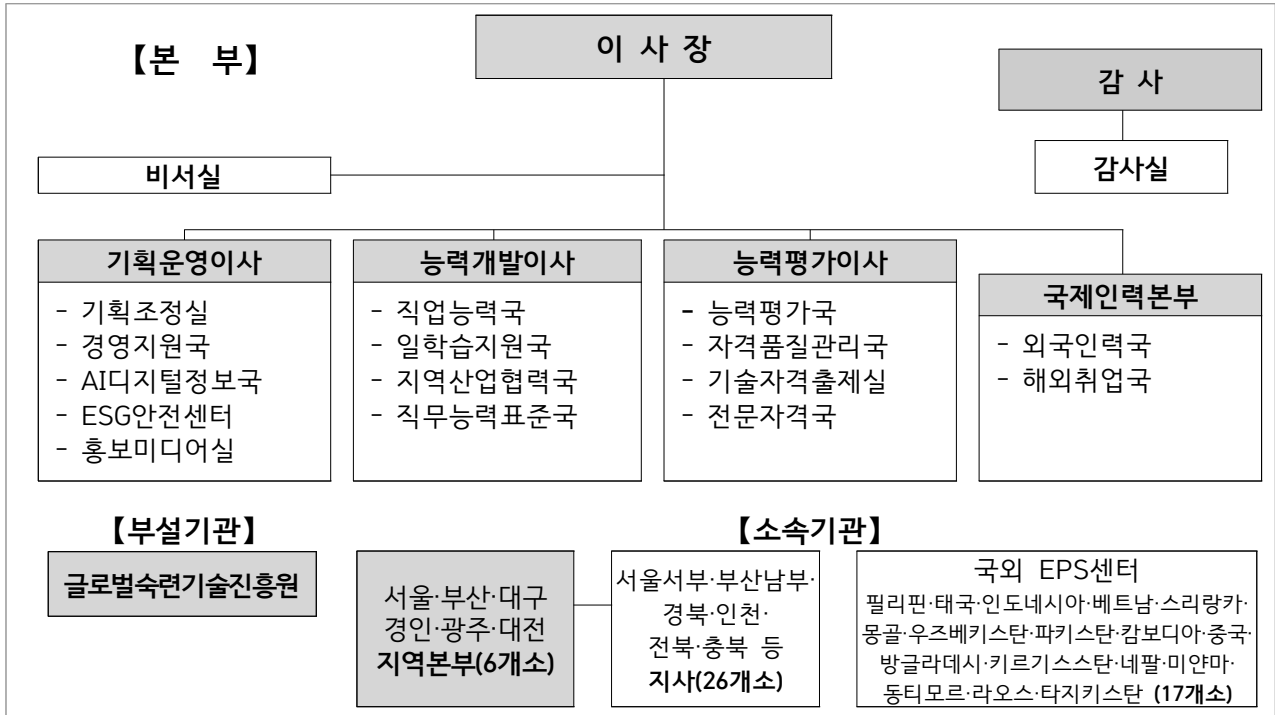 【본 부】
이 사 장
감 사
비서실
감사실
기획운영이사
- 기획조정실
- 경영지원국
- AI디지털정보국
- ESG안전센터
- 홍보미디어실
능력개발이사
- 직업능력국
- 일학습지원국
- 지역산업협력국
- 직무능력표준국
능력평가이사
- 능력평가국
- 자격품질관리국
- 기술자격출제실
- 전문자격국
국제인력본부
- 외국인력국
- 해외취업국
【부설기관】
글로벌숙련기술진흥원
【소속기관】
서울·부산·대구
경인·광주·대전
지역본부(6개소)
서울서부·부산남부·
경북·인천·
전북·충북 등
지사(26개소)
국외 EPS센터
필리핀·태국·인도네시아·베트남·스리랑카·
몽골·우즈베키스탄·파키스탄·캄보디아·중국·
방글라데시·키르기스스탄·네팔·미얀마·
동티모르·라오스·타지키스탄 (17개소)